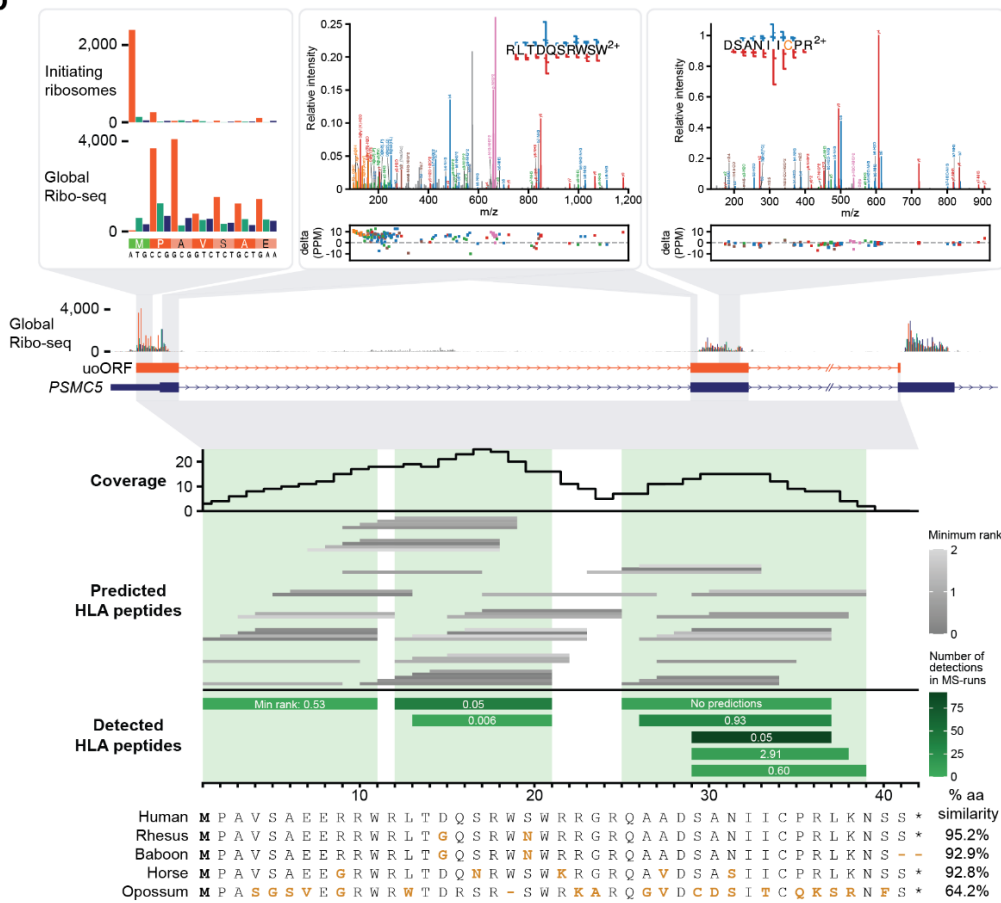 Initiating
ribosomes
2,000
0
Global
Ribo-seq
4,000
0
M P A V S A E
ATGCCGGCGGTCTCTGCTGAA
Relative intensity
0.25
0.20
0.15
0.10
0.05
0
RLTDQSRWSW2+
200 400 600 800 1,000 1,200
m/z
delta
(PPM)
10
0
-10
Relative intensity
1
0.8
0.6
0.4
0.2
0
DSANIICPR2+
200 300 400 500 600 700 800 900
m/z
delta
(PPM)
10
0
-10
Global
Ribo-seq
4,000
0
uoORF
PSMC5
//
//
Coverage
20
10
0
Predicted
HLA peptides
Minimum rank
2
1
0
Detected
HLA peptides
Min rank: 0.53
0.05
0.006
No predictions
0.93
0.05
2.91
0.60
Number of
detections
in MS-runs
75
50
25
0
10 20 30 40
% aa
similarity
Human M P A V S A E E R R W R L T D Q S R W S W R R G R Q A A D S A N I I C P R L K N S S *
Rhesus M P A V S A E E R R W R L T G Q S R W N W R R G R Q A A D S A N I I C P R L K N S S * 95.2%
Baboon M P A V S A E E R R W R L T G Q S R W N W R R G R Q A A D S A N I I C P R L K N S - - 92.9%
Horse M P A V S A E E G R W R L T D Q N R W S W K R G R Q A V D S A S I I C P R L K N S S * 92.8%
Opossum M P A S G S V E G R W R W T D R S R - S W R K A R Q G V D C D S I T C Q K S R N F S * 64.2%